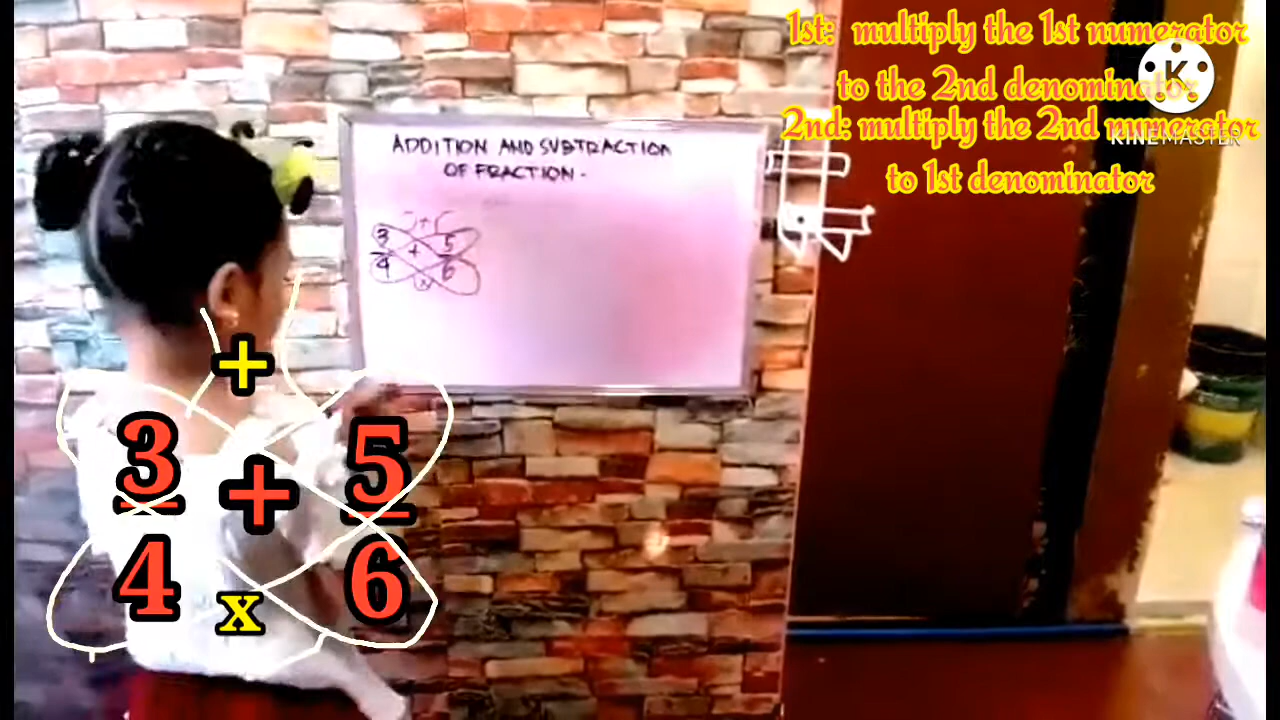 1st: multiply the 1st numerator
to the 2nd denominator
2nd: multiply the 2nd numerator
to 1st denominator
KINEMASTER
ADDITION AND SUBTRACTION
OF FRACTION.
3 5
+
4 6
x
+
3 + 5
4 6
x